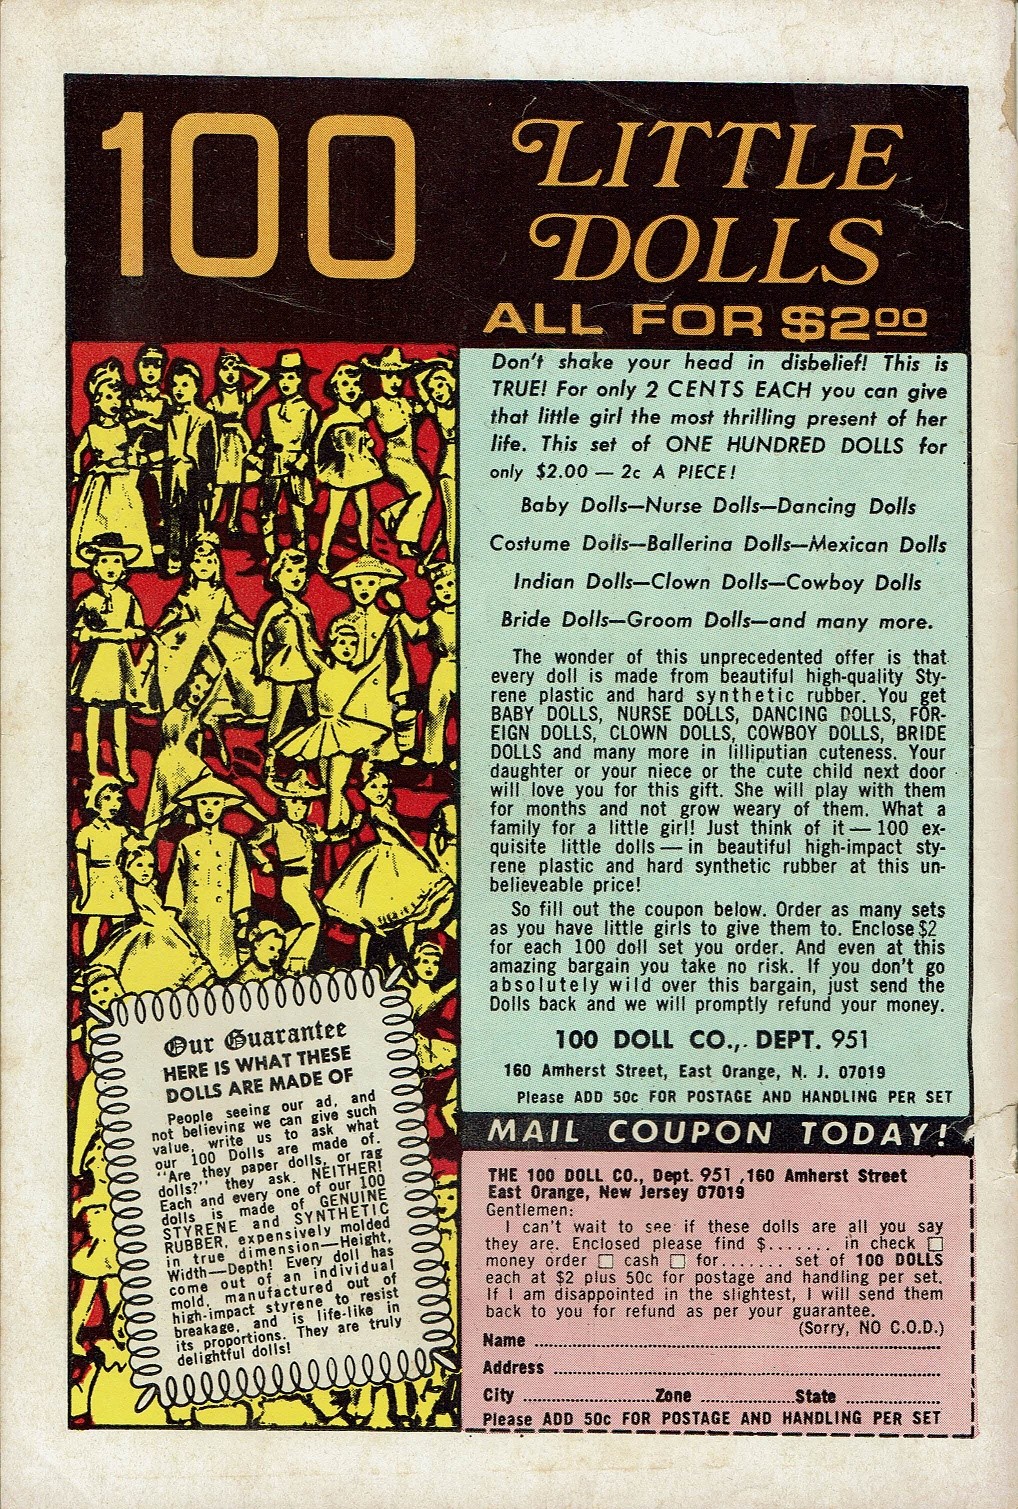 100
LITTLE
DOLLS
ALL FOR $2.00
Don't shake your head in disbelief! This is
TRUE! For only 2 CENTS EACH you can give
that little girl the most thrilling present of her
life. This set of ONE HUNDRED DOLLS for
only $2.00 — 2c A PIECE!
Baby Dolls—Nurse Dolls—Dancing Dolls
Costume Dolls—Ballerina Dolls—Mexican Dolls
Indian Dolls—Clown Dolls—Cowboy Dolls
Bride Dolls—Groom Dolls—and many more.
The wonder of this unprecedented offer is that
every doll is made from beautiful high-quality Sty-
rene plastic and hard synthetic rubber. You get
BABY DOLLS, NURSE DOLLS, DANCING DOLLS, FOR-
EIGN DOLLS, CLOWN DOLLS, COWBOY DOLLS, BRIDE
DOLLS and many more in lilliputian cuteness. Your
daughter or your niece or the cute child next door
will love you for this gift. She will play with them
for months and not grow weary of them. What a
family for a little girl! Just think of it — 100 ex-
quisite little dolls — in beautiful high-impact sty-
rene plastic and hard synthetic rubber at this un-
believeable price!
So fill out the coupon below. Order as many sets
as you have little girls to give them to. Enclose $2
for each 100 doll set you order. And even at this
amazing bargain you take no risk. If you don't go
absolutely wild over this bargain, just send the
Dolls back and we will promptly refund your money.
100 DOLL CO., DEPT. 951
160 Amherst Street, East Orange, N. J. 07019
Please ADD 50c FOR POSTAGE AND HANDLING PER SET
Our Guarantee
HERE IS WHAT THESE
DOLLS ARE MADE OF
People seeing our ad, and
not believing we can give such
value, write us to ask what
our 100 Dolls are made of.
"Are they paper dolls, or rag
dolls?" they ask. NEITHER!
Each and every one of our 100
dolls is made of GENUINE
STYRENE and SYNTHETIC
RUBBER, expensively molded
in true dimension—Height,
Width—Depth! Every doll has
come out of an individual
mold, manufactured out of
high-impact styrene to resist
breakage, and is life-like in
its proportions. They are truly
delightful dolls!
MAIL COUPON TODAY!
THE 100 DOLL CO., Dept. 951, 160 Amherst Street
East Orange, New Jersey 07019
Gentlemen:
I can't wait to see if these dolls are all you say
they are. Enclosed please find $....... in check □
money order □ cash □ for....... set of 100 DOLLS
each at $2 plus 50c for postage and handling per set.
If I am disappointed in the slightest, I will send them
back to you for refund as per your guarantee.
(Sorry, NO C.O.D.)
Name ..........
Address ..........
City ..........Zone ..........State ..........
Please ADD 50c FOR POSTAGE AND HANDLING PER SET